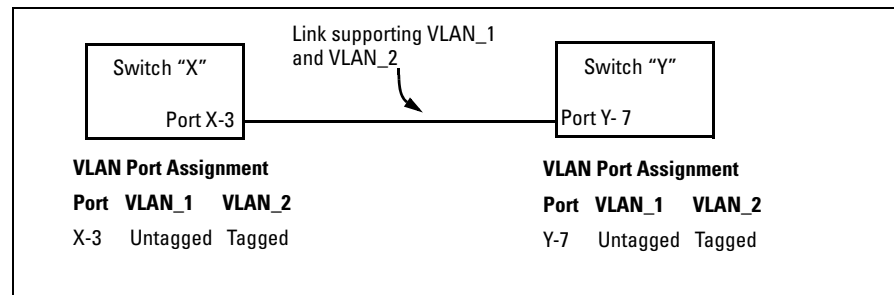 Link supporting VLAN_1
and VLAN_2
Switch “X”
Port X-3
Switch “Y”
Port Y- 7
VLAN Port Assignment
Port VLAN_1 VLAN_2
X-3 Untagged Tagged
VLAN Port Assignment
Port VLAN_1 VLAN_2
Y-7 Untagged Tagged